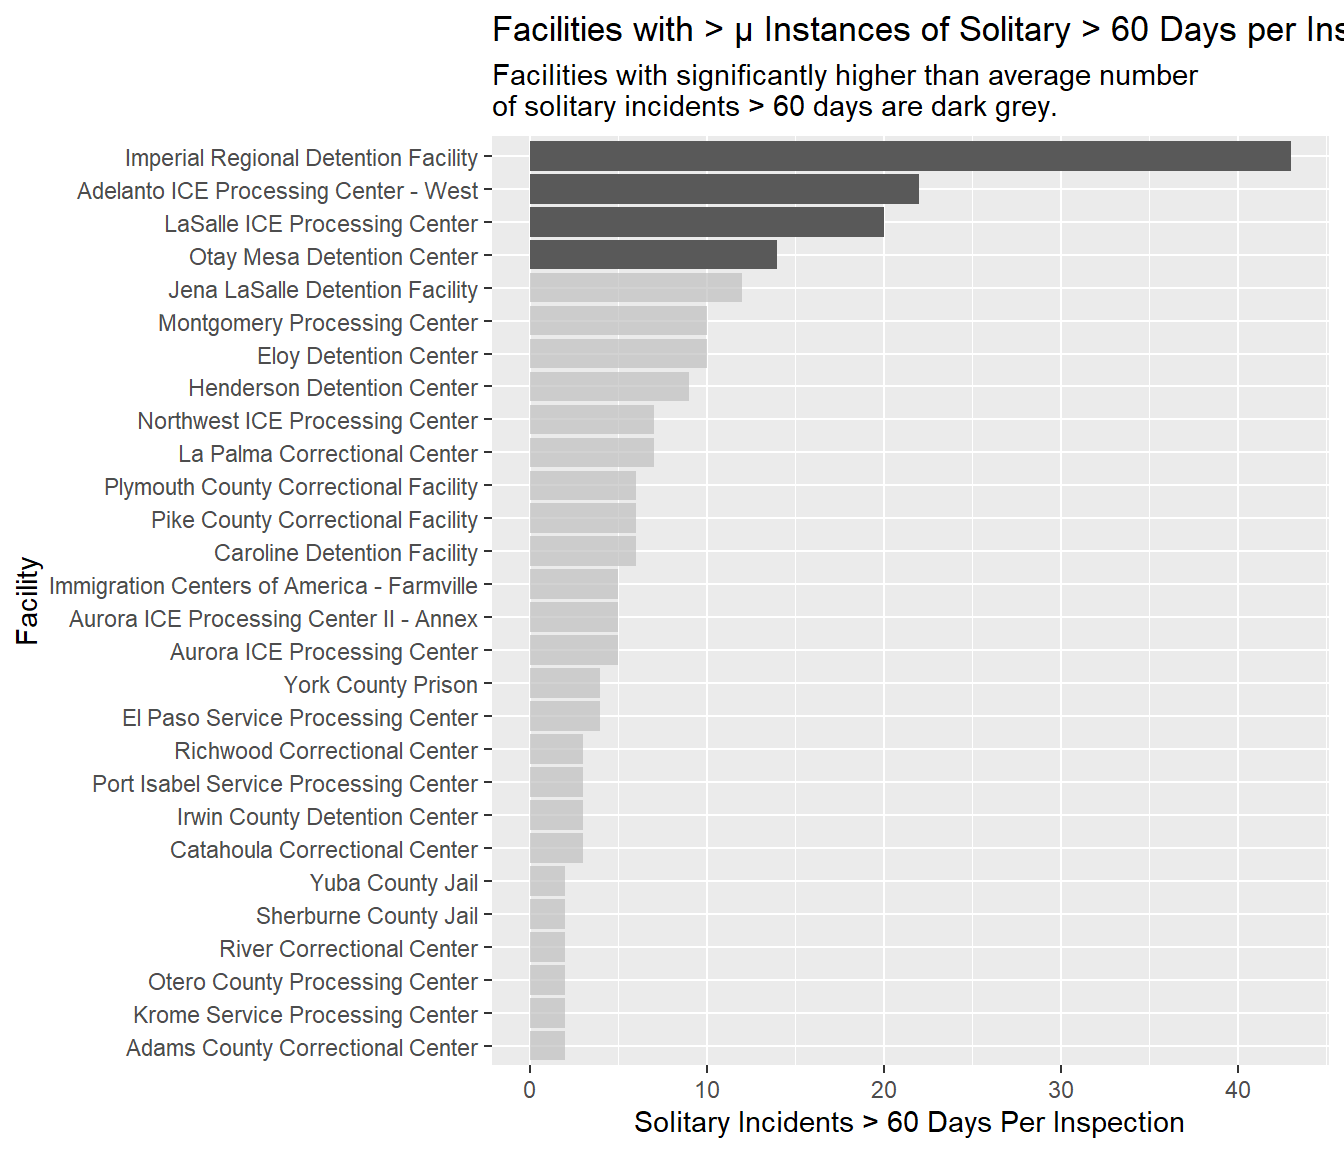 Facilities with > μ Instances of Solitary > 60 Days per Ins
Facilities with significantly higher than average number
of solitary incidents > 60 days are dark grey.
Imperial Regional Detention Facility
Adelanto ICE Processing Center - West
LaSalle ICE Processing Center
Otay Mesa Detention Center
Jena LaSalle Detention Facility
Montgomery Processing Center
Eloy Detention Center
Henderson Detention Center
Northwest ICE Processing Center
La Palma Correctional Center
Plymouth County Correctional Facility
Pike County Correctional Facility
Caroline Detention Facility
Immigration Centers of America - Farmville
Aurora ICE Processing Center II - Annex
Aurora ICE Processing Center
York County Prison
El Paso Service Processing Center
Richwood Correctional Center
Port Isabel Service Processing Center
Irwin County Detention Center
Catahoula Correctional Center
Yuba County Jail
Sherburne County Jail
River Correctional Center
Otero County Processing Center
Krome Service Processing Center
Adams County Correctional Center
Facility
0 10 20 30 40
Solitary Incidents > 60 Days Per Inspection